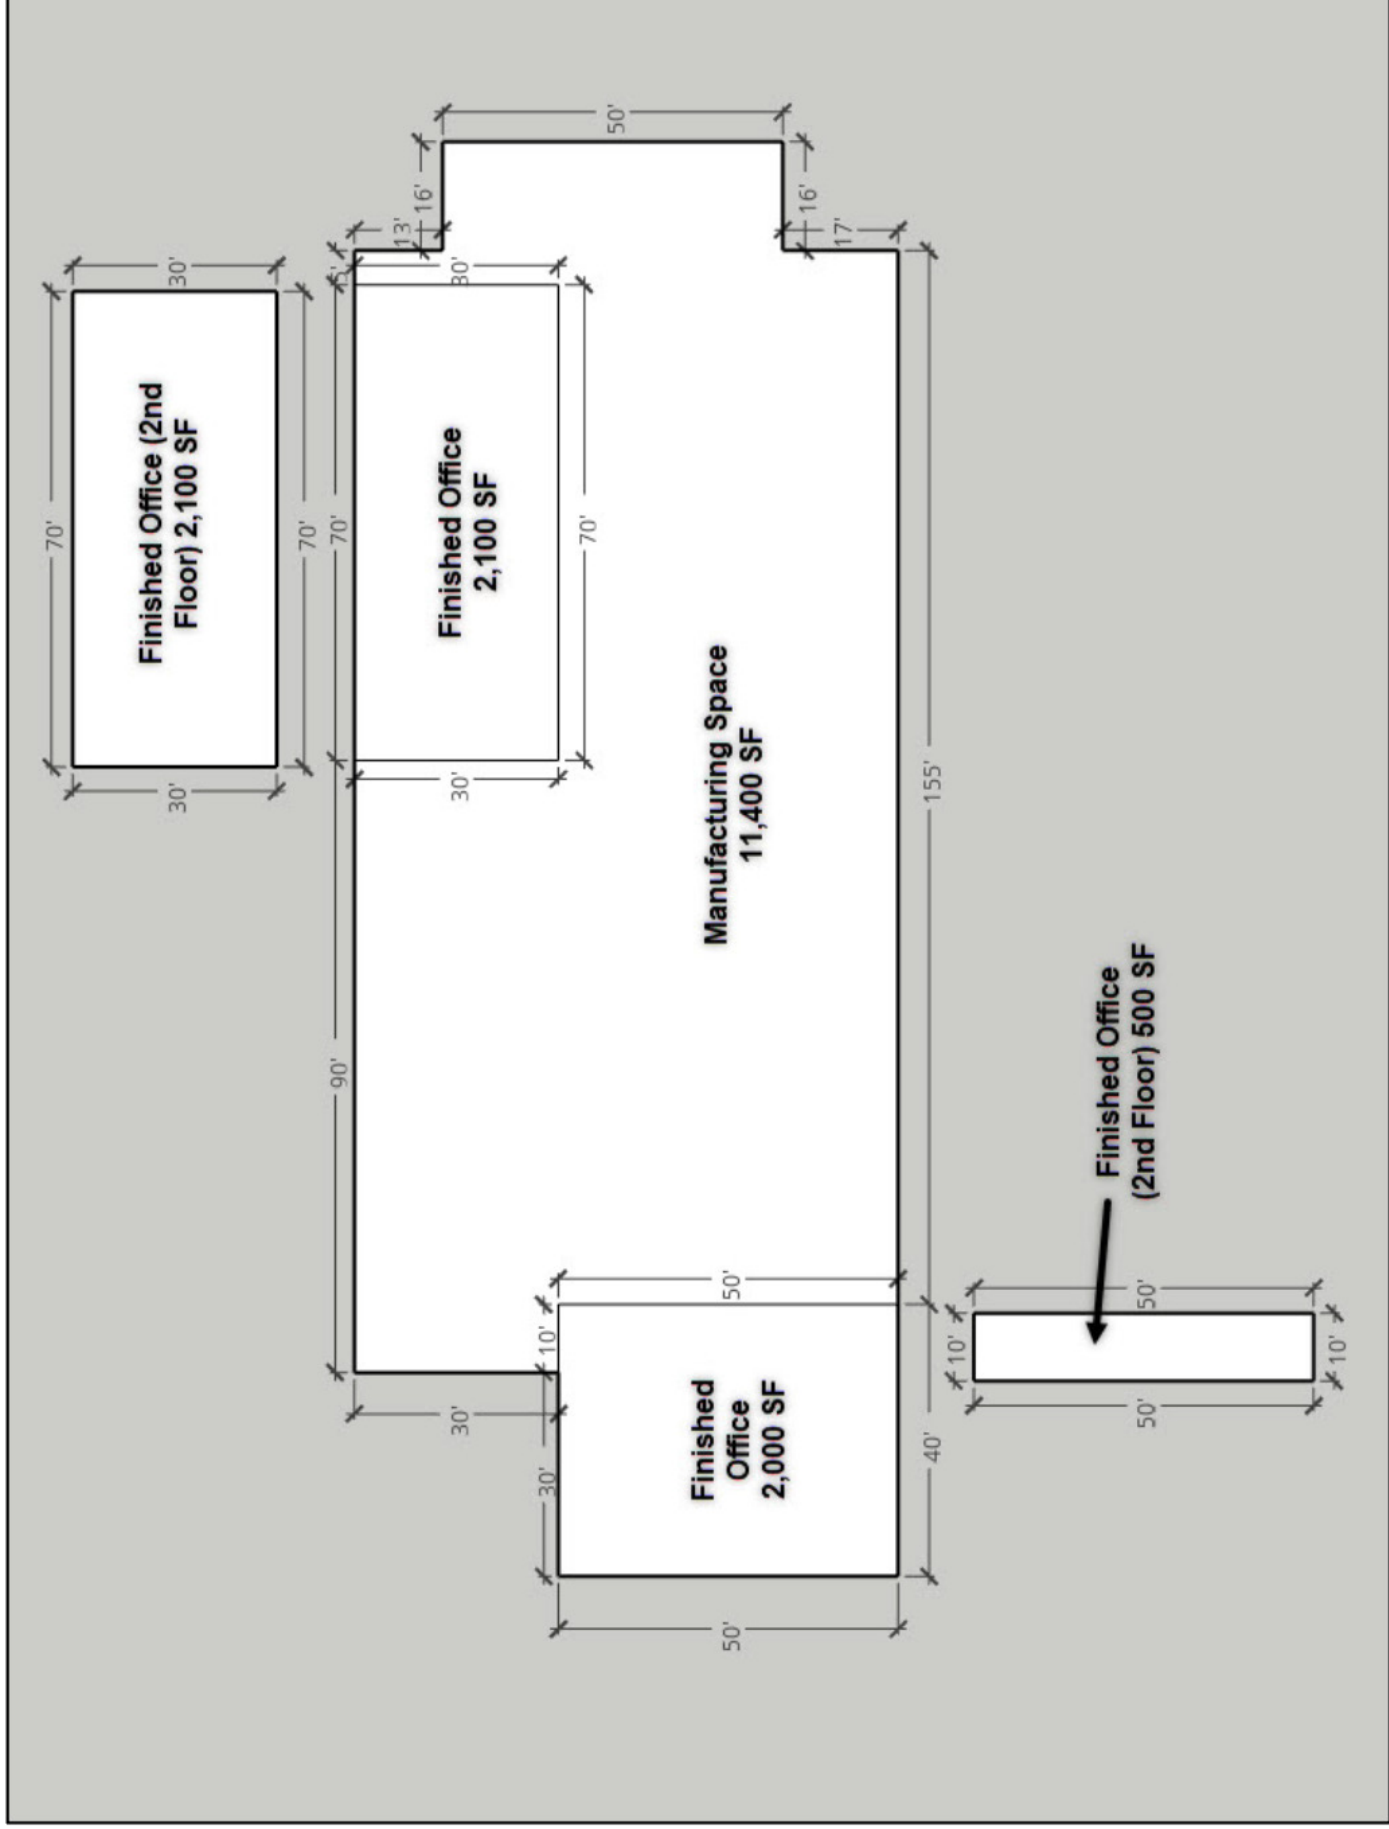 50'
16'
16'
13'
17'
5'
30'
30'
70'
Finished Office (2nd
Floor) 2,100 SF
70'
30'
70'
Finished Office
2,100 SF
70'
30'
Manufacturing Space
11,400 SF
155'
90'
Finished Office
(2nd Floor) 500 SF
50'
10'
30'
30'
Finished
Office
2,000 SF
40'
50'
50'
10'
10'
50'